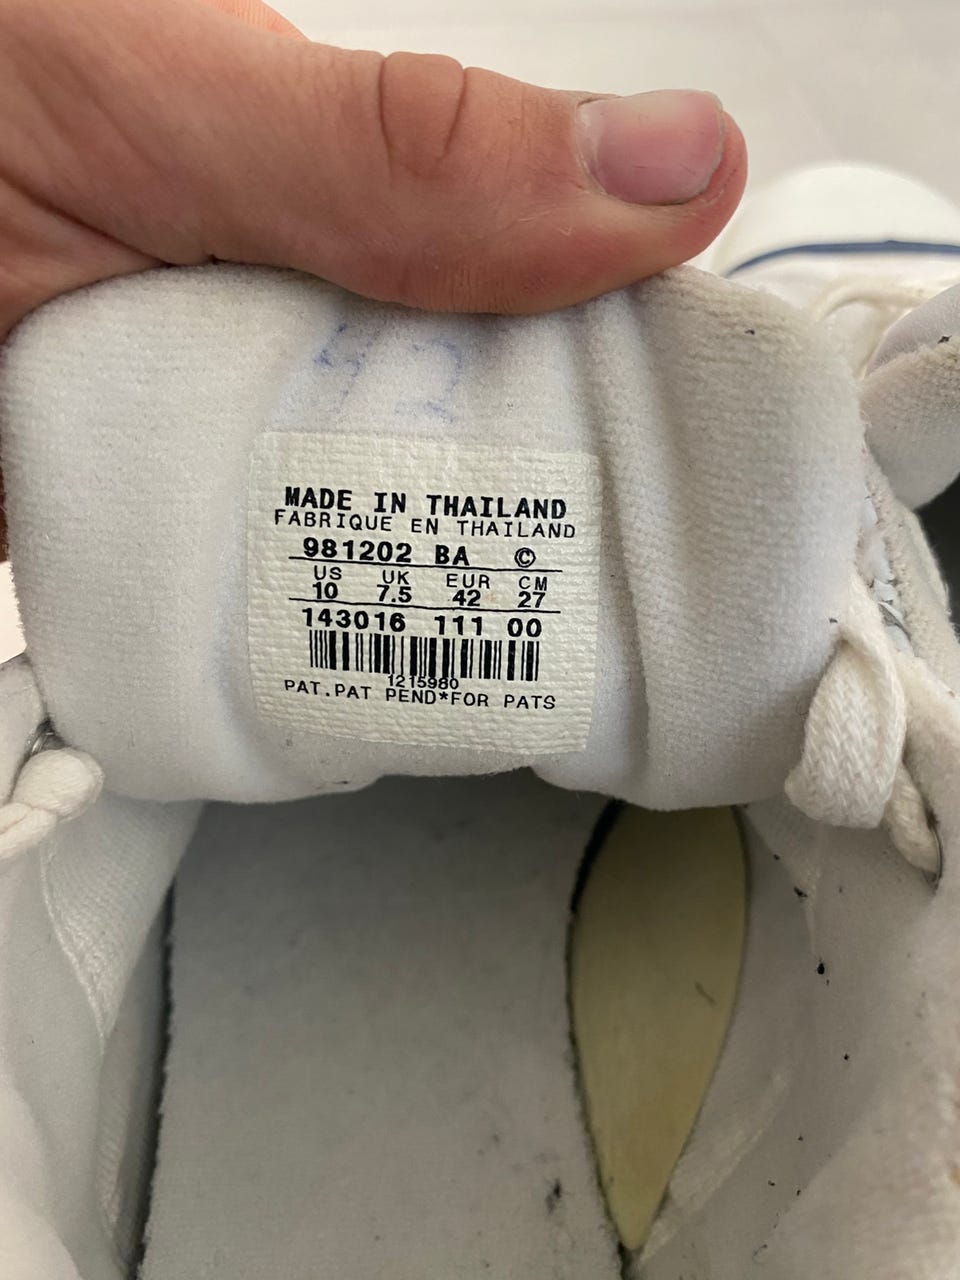 MADE IN THAILAND
FABRIQUE EN THAILAND
981202 BA ©
US UK EUR CM
10 7.5 42 27
143016 111 00
1215980
PAT.PAT PEND*FOR PATS